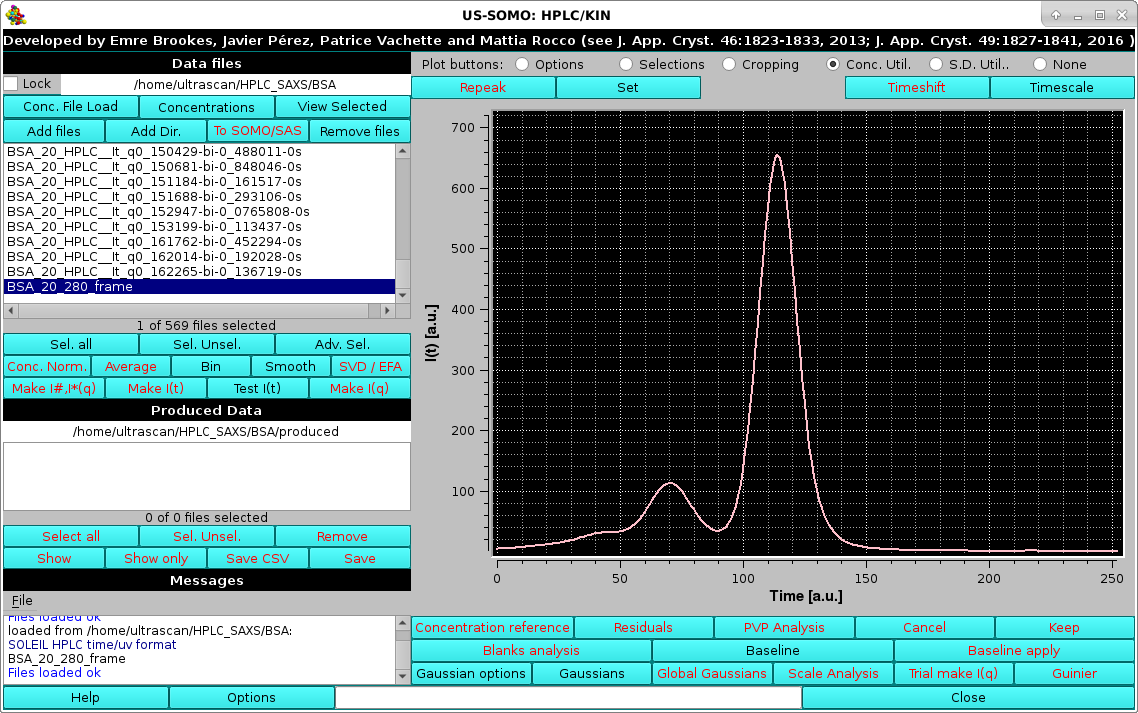 US-SOMO: HPLC/KIN
Developed by Emre Brookes, Javier Pérez, Patrice Vachette and Mattia Rocco (see J. App. Cryst. 46:1823-1833, 2013; J. App. Cryst. 49:1827-1841, 2016 )
Data files
Lock /home/ultrascan/HPLC_SAXS/BSA
Conc. File Load Concentrations View Selected
Add files Add Dir. To SOMO/SAS Remove files
BSA_20_HPLC__It_q0_150429-bi-0_488011-0s
BSA_20_HPLC__It_q0_150681-bi-0_848046-0s
BSA_20_HPLC__It_q0_151184-bi-0_161517-0s
BSA_20_HPLC__It_q0_151688-bi-0_293106-0s
BSA_20_HPLC__It_q0_152947-bi-0_0765808-0s
BSA_20_HPLC__It_q0_153199-bi-0_113437-0s
BSA_20_HPLC__It_q0_161762-bi-0_452294-0s
BSA_20_HPLC__It_q0_162014-bi-0_192028-0s
BSA_20_HPLC__It_q0_162265-bi-0_136719-0s
BSA_20_280_frame
1 of 569 files selected
Sel. all Sel. Unsel. Adv. Sel.
Conc. Norm. Average Bin Smooth SVD / EFA
Make I#,I*(q) Make I(t) Test I(t) Make I(q)
Produced Data
/home/ultrascan/HPLC_SAXS/BSA/produced
0 of 0 files selected
Select all Sel. Unsel. Remove
Show Show only Save CSV Save
Messages
File
Files loaded ok
loaded from /home/ultrascan/HPLC_SAXS/BSA:
SOLEIL HPLC time/uv format
BSA_20_280_frame
Files loaded ok
Plot buttons: Options Selections Cropping Conc. Util. S.D. Util.. None
Repeak Set Timeshift Timescale
700
600
500
400
300
200
100
I(t) [a.u.]
0 50 100 150 200 250
Time [a.u.]
Concentration reference Residuals PVP Analysis Cancel Keep
Blanks analysis Baseline Baseline apply
Gaussian options Gaussians Global Gaussians Scale Analysis Trial make I(q) Guinier
Help Options Close